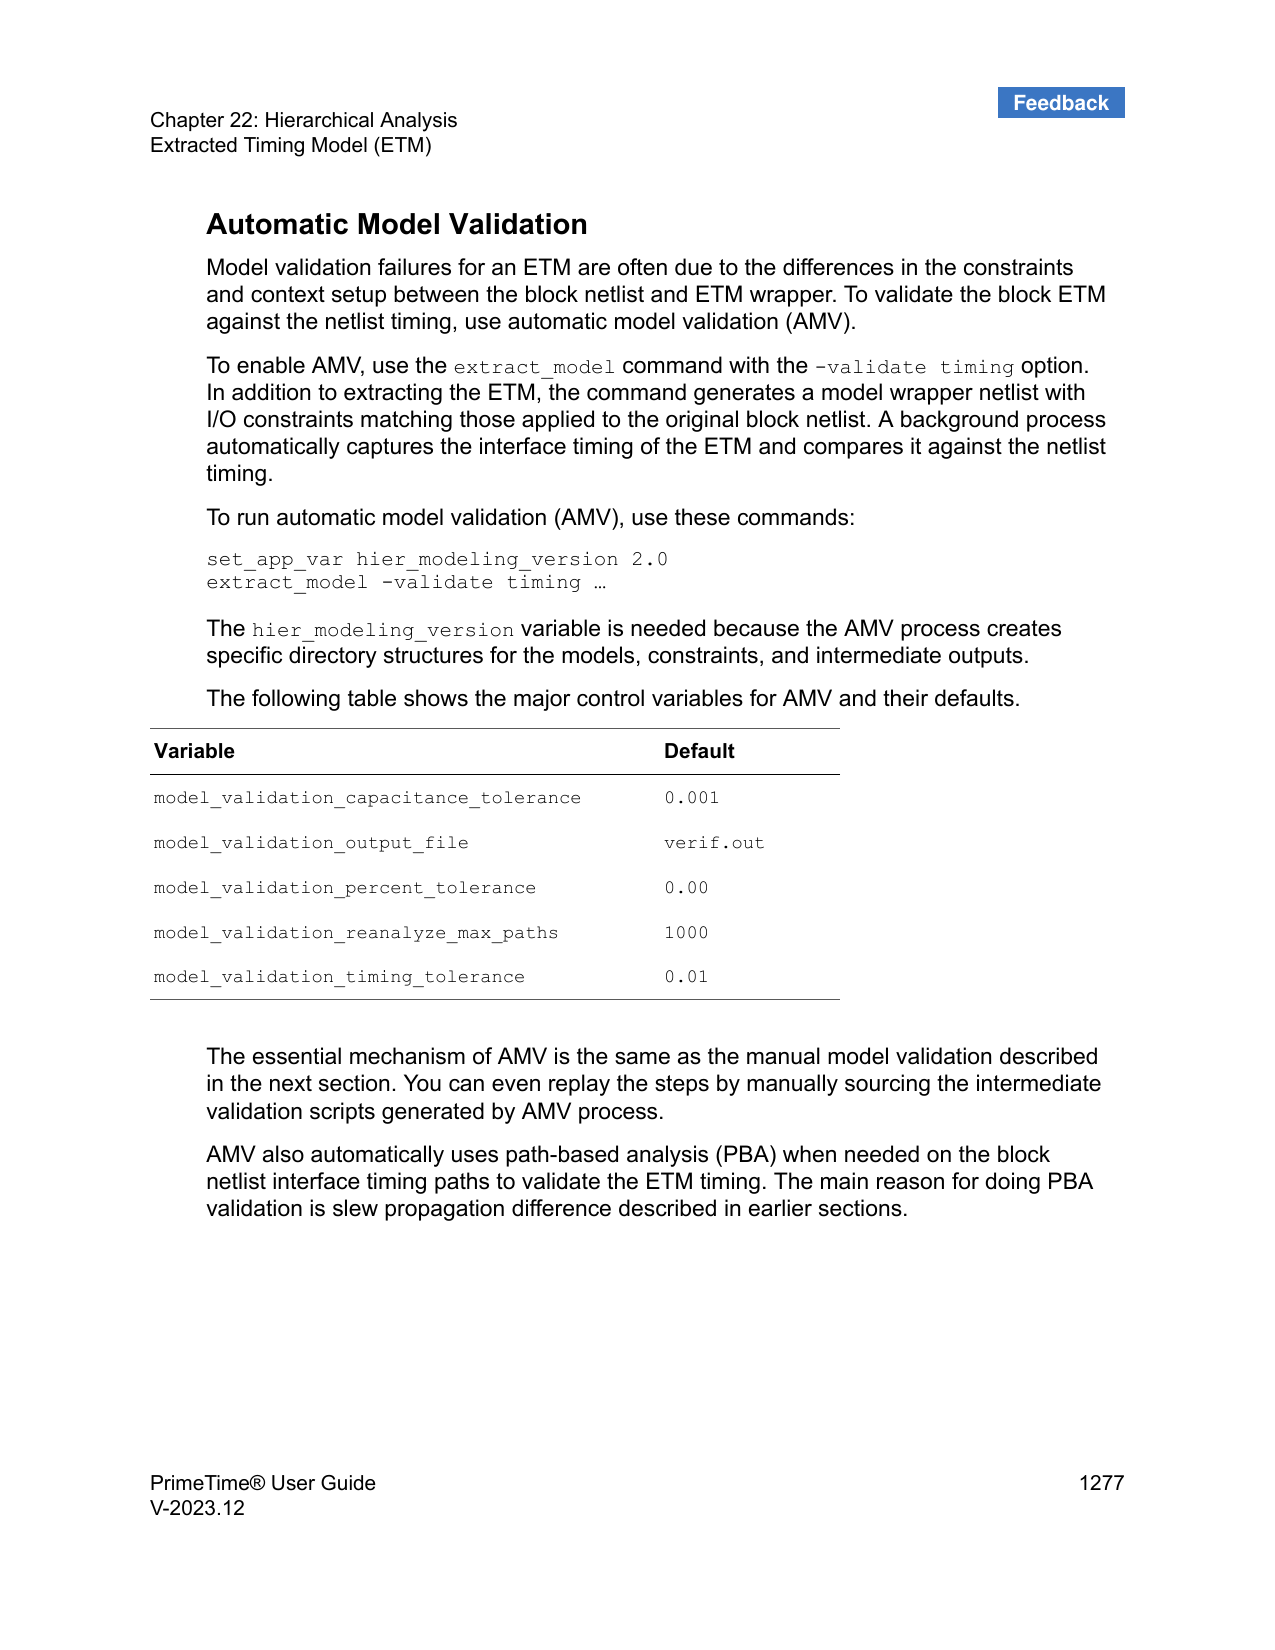 Feedback
Chapter 22: Hierarchical Analysis
Extracted Timing Model (ETM)
Automatic Model Validation
Model validation failures for an ETM are often due to the differences in the constraints
and context setup between the block netlist and ETM wrapper. To validate the block ETM
against the netlist timing, use automatic model validation (AMV).
To enable AMV, use the extract_model command with the -validate timing option.
In addition to extracting the ETM, the command generates a model wrapper netlist with
I/O constraints matching those applied to the original block netlist. A background process
automatically captures the interface timing of the ETM and compares it against the netlist
timing.
To run automatic model validation (AMV), use these commands:
set_app_var hier_modeling_version 2.0
extract_model -validate timing …
The hier_modeling_version variable is needed because the AMV process creates
specific directory structures for the models, constraints, and intermediate outputs.
The following table shows the major control variables for AMV and their defaults.
Variable Default
model_validation_capacitance_tolerance 0.001
model_validation_output_file verif.out
model_validation_percent_tolerance 0.00
model_validation_reanalyze_max_paths 1000
model_validation_timing_tolerance 0.01
The essential mechanism of AMV is the same as the manual model validation described
in the next section. You can even replay the steps by manually sourcing the intermediate
validation scripts generated by AMV process.
AMV also automatically uses path-based analysis (PBA) when needed on the block
netlist interface timing paths to validate the ETM timing. The main reason for doing PBA
validation is slew propagation difference described in earlier sections.
PrimeTime® User Guide 1277
V-2023.12